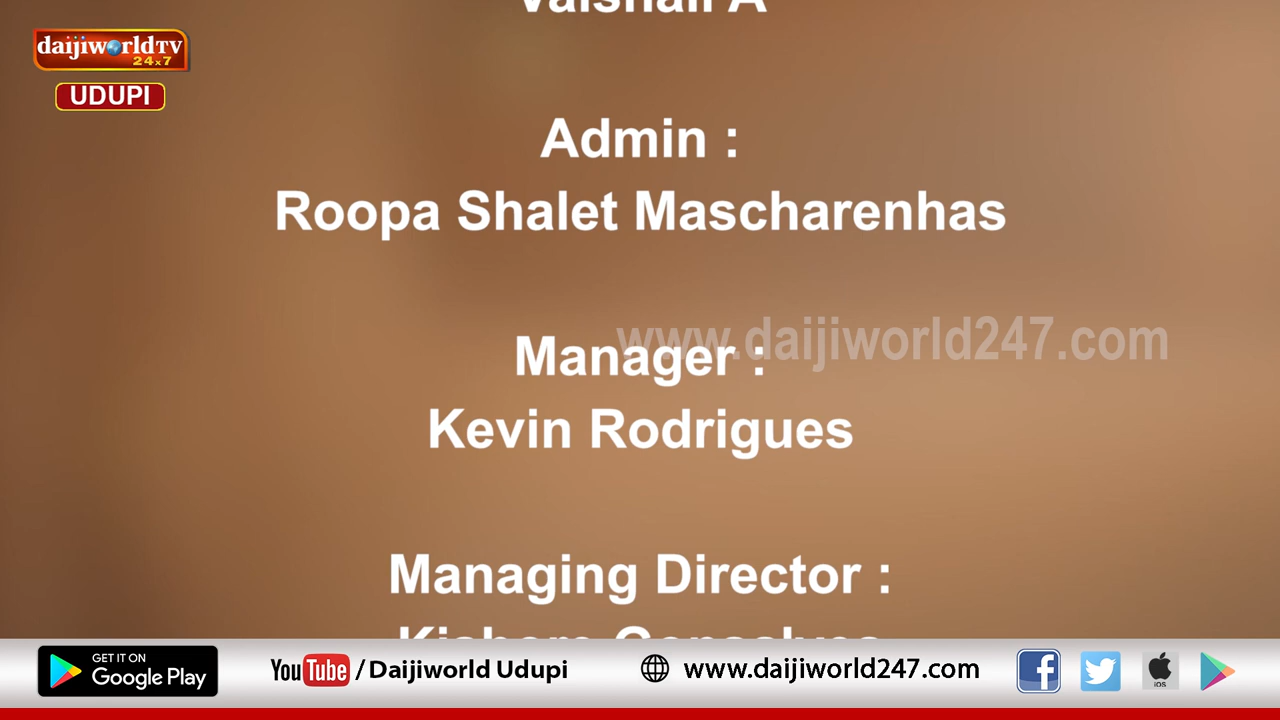 Vaishali A
daijiworldTV
24x7
UDUPI
Admin :
Roopa Shalet Mascharenhas
www.daijiworld247.com
Manager :
Kevin Rodrigues
Managing Director :
GET IT ON
Google Play
YouTube / Daijiworld Udupi
www.daijiworld247.com
iOS